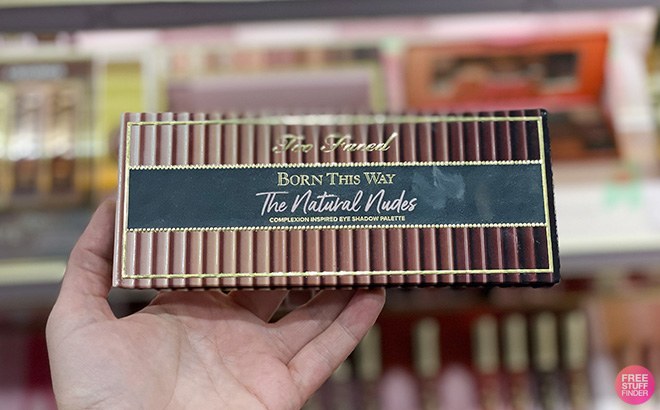 Too Faced
BORN THIS WAY
The Natural Nudes
COMPLEXION INSPIRED EYE SHADOW PALETTE
FREE
STUFF
FINDER